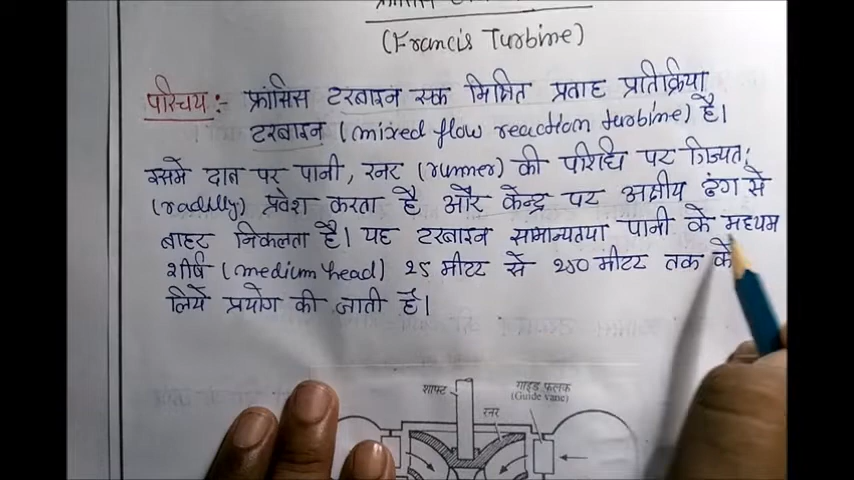 (Francis Turbine)
परिचय:- फ्रांसिस टरबाइन एक मिश्रित प्रवाह प्रतिक्रिया
टरबाइन (mixed flow reaction turbine) है।
इसमे दाब पर पानी, रनर (runner) की परिधि पर त्रिज्यत:
(radilly) प्रवेश करता है और केन्द्र पर अक्षीय ढंग से
बाहर निकलता है। यह टरबाइन सामान्यतया पानी के मध्यम
शीर्ष (medium head) 25 मीटर से 250 मीटर तक के
लिये प्रयोग की जाती है।
शाफ्ट
गाइड फलक
(Guide vane)
रनर